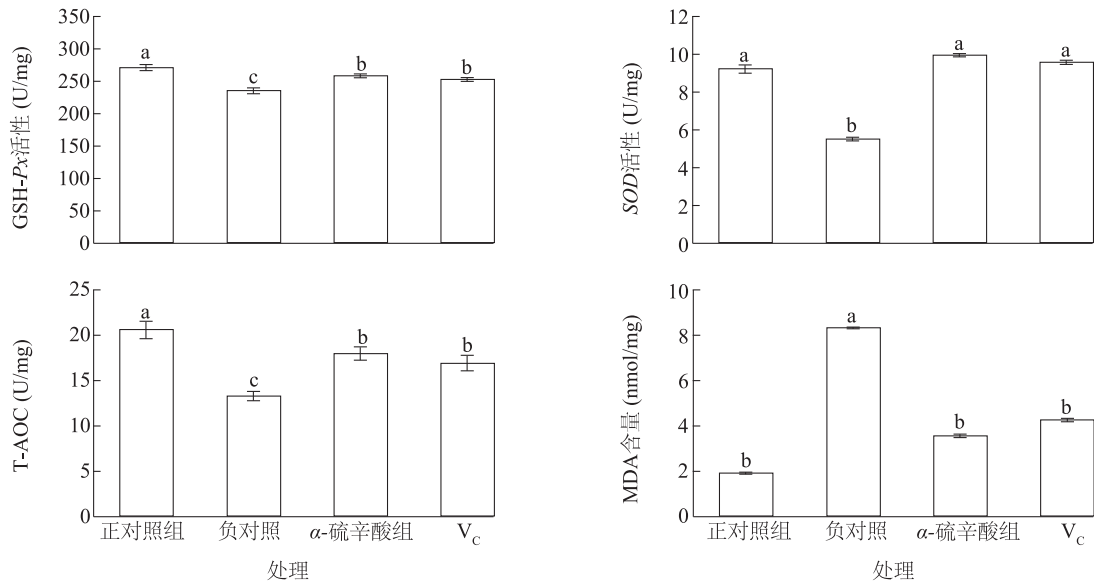 GSH-Px活性 (U/mg)
350
300
250
200
150
100
50
0
a
c
b
b
SOD活性 (U/mg)
12
10
8
6
4
2
0
a
b
a
a
T-AOC (U/mg)
25
20
15
10
5
0
a
c
b
b
正对照组 负对照 α-硫辛酸组 VC
处理
MDA含量 (nmol/mg)
10
8
6
4
2
0
b
a
b
b
正对照组 负对照 α-硫辛酸组 VC
处理